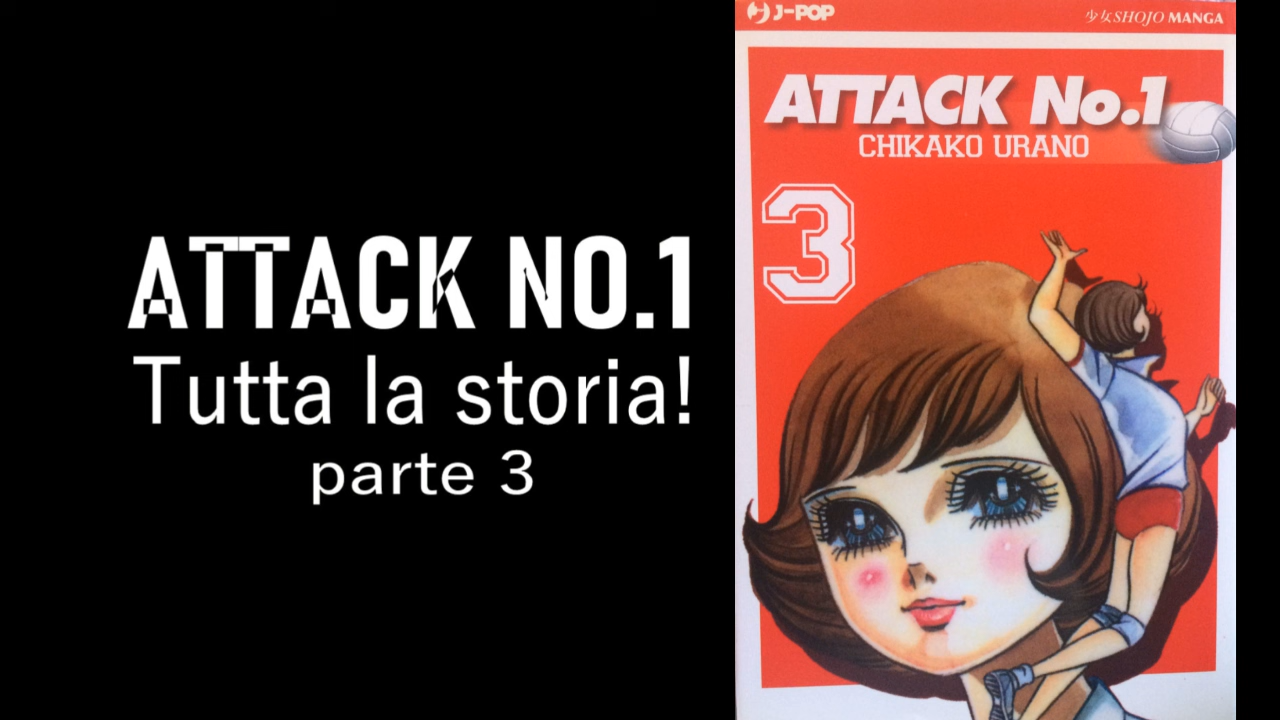 ATTACK NO.1
Tutta la storia!
parte 3
J-POP
少女SHOJO MANGA
ATTACK No.1
CHIKAKO URANO
3